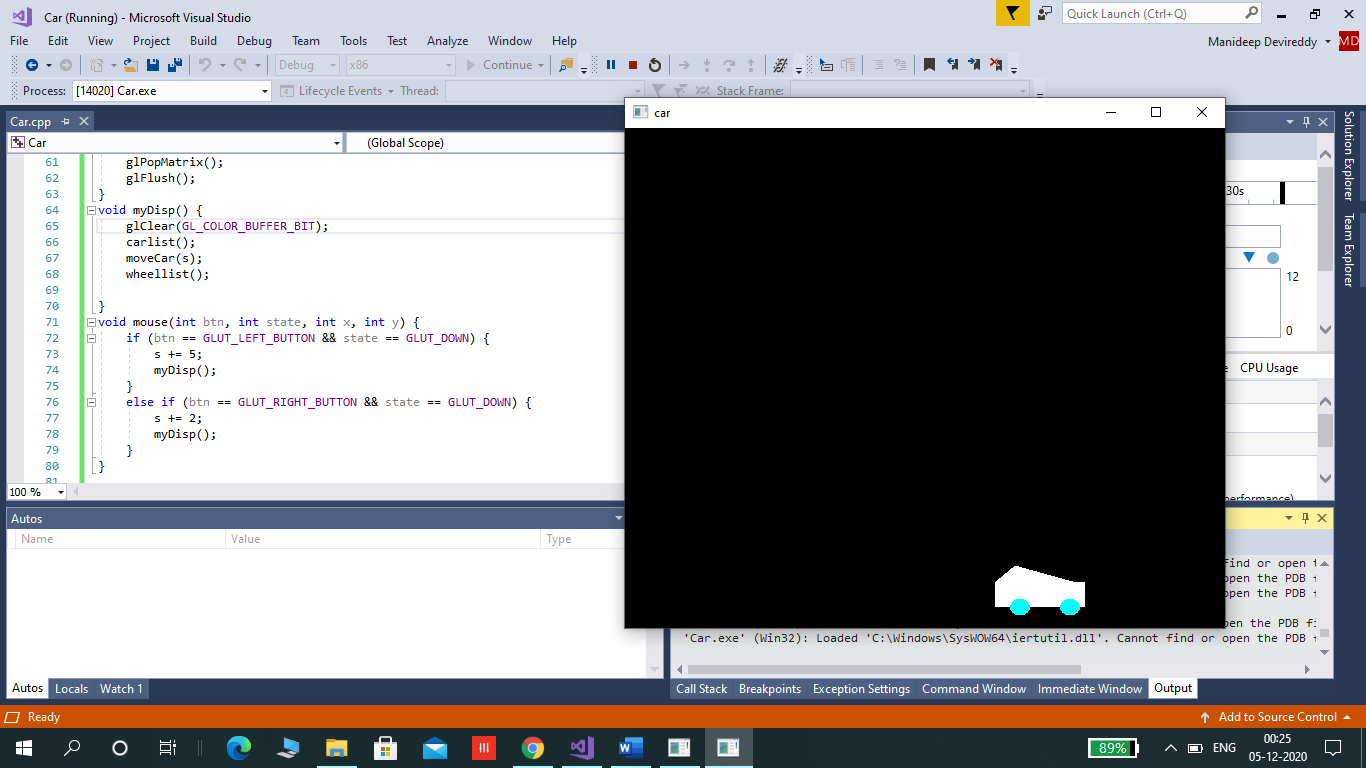 Car (Running) - Microsoft Visual Studio
Quick Launch (Ctrl+Q)
File Edit View Project Build Debug Team Tools Test Analyze Window Help
Manideep Devireddy MD
Debug x86 Continue
Process: [14020] Car.exe Lifecycle Events Thread: Stack Frame:
Car.cpp
Car (Global Scope)
61 glPopMatrix();
62 glFlush();
63 }
64 void myDisp() {
65 glClear(GL_COLOR_BUFFER_BIT);
66 carlist();
67 moveCar(s);
68 wheellist();
69
70 }
71 void mouse(int btn, int state, int x, int y) {
72 if (btn == GLUT_LEFT_BUTTON && state == GLUT_DOWN) {
73 s += 5;
74 myDisp();
75 }
76 else if (btn == GLUT_RIGHT_BUTTON && state == GLUT_DOWN) {
77 s += 2;
78 myDisp();
79 }
80 }
81
100 %
car
30s
12
0
CPU Usage
Solution Explorer
Team Explorer
Autos
Name Value Type
find or open t
open the PDB f
open the PDB f
open the PDB fi
'Car.exe' (Win32): Loaded 'C:\Windows\SysWOW64\iertutil.dll'. Cannot find or open the PDB f
Autos Locals Watch 1
Call Stack Breakpoints Exception Settings Command Window Immediate Window Output
Ready
Add to Source Control
89% ENG
00:25
05-12-2020